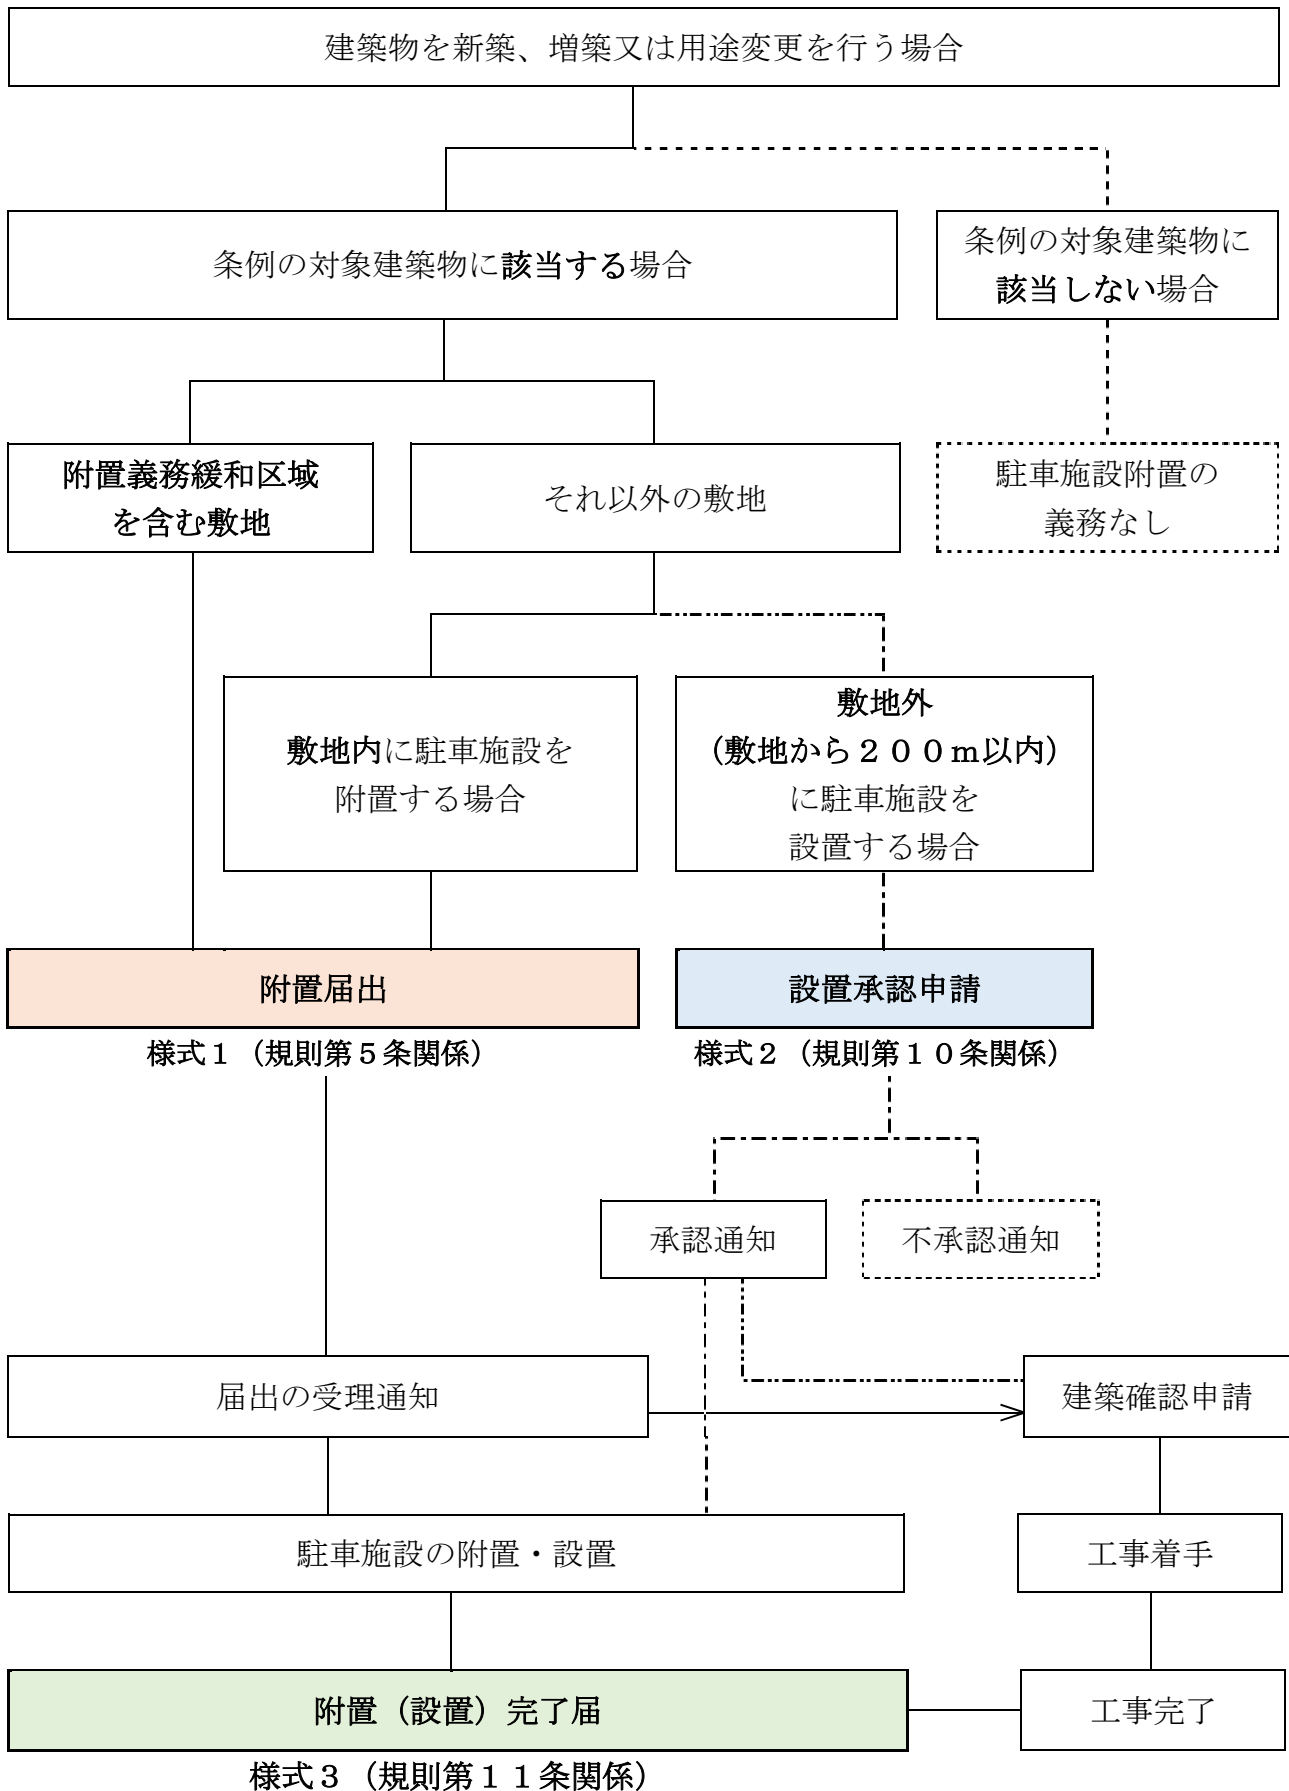 建築物を新築、増築又は用途変更を行う場合
条例の対象建築物に該当する場合
条例の対象建築物に
該当しない場合
附置義務緩和区域
を含む敷地
それ以外の敷地
駐車施設附置の
義務なし
敷地内に駐車施設を
附置する場合
敷地外
（敷地から２００ｍ以内）
に駐車施設を
設置する場合
附置届出
設置承認申請
様式１（規則第５条関係）
様式２（規則第１０条関係）
承認通知
不承認通知
届出の受理通知
建築確認申請
駐車施設の附置・設置
工事着手
附置（設置）完了届
工事完了
様式３（規則第１１条関係）